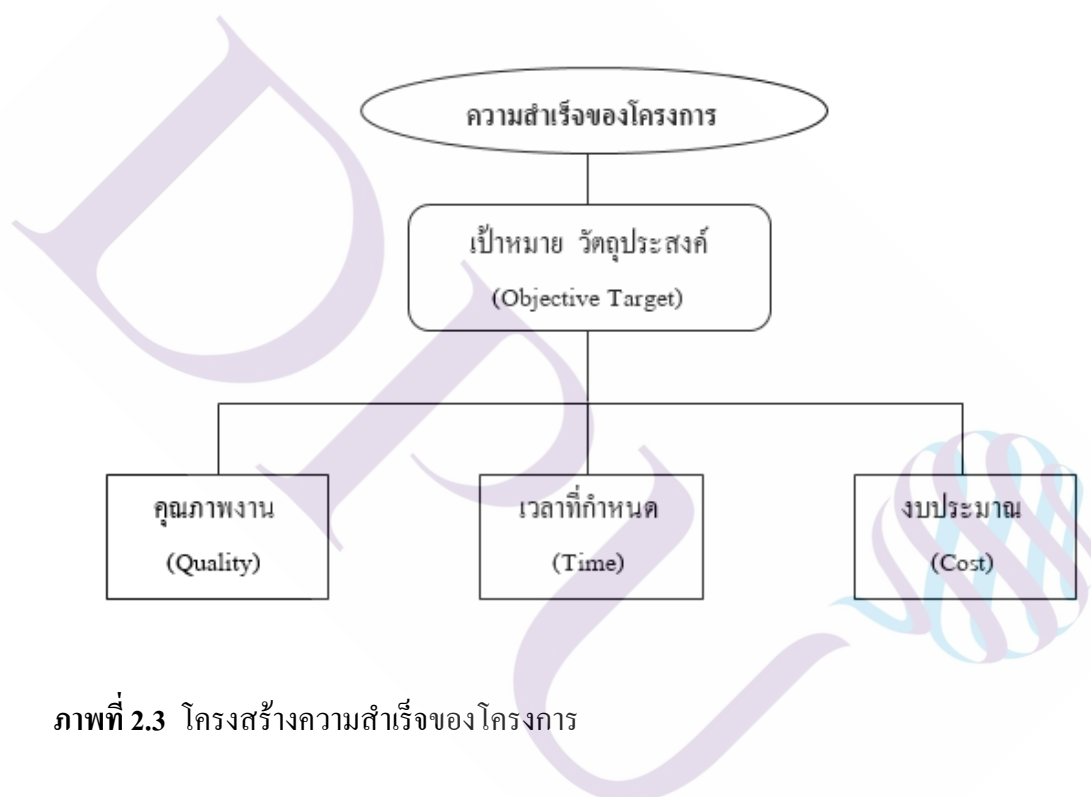 ความสำเร็จของโครงการ
เป้าหมาย วัตถุประสงค์
(Objective Target)
คุณภาพงาน
(Quality)
เวลาที่กำหนด
(Time)
งบประมาณ
(Cost)
ภาพที่ 2.3 โครงสร้างความสำเร็จของโครงการ
DPU